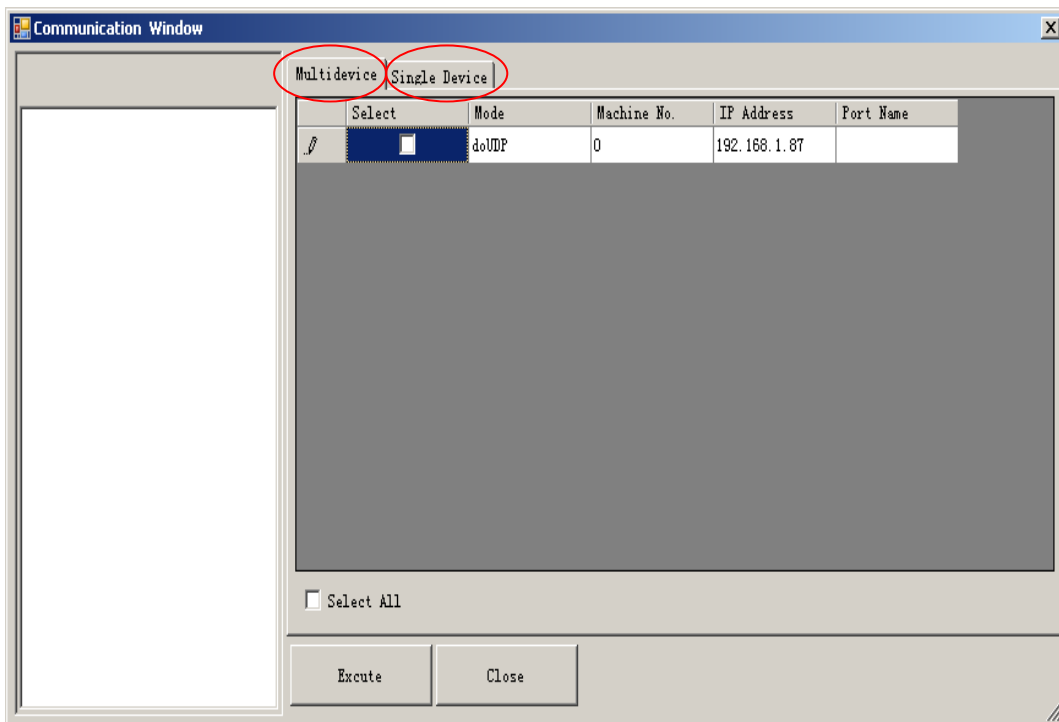 Communication Window
Multidevice Single Device
Select Mode Machine No. IP Address Port Name
doUDP 0 192.168.1.87
Select All
Excute Close